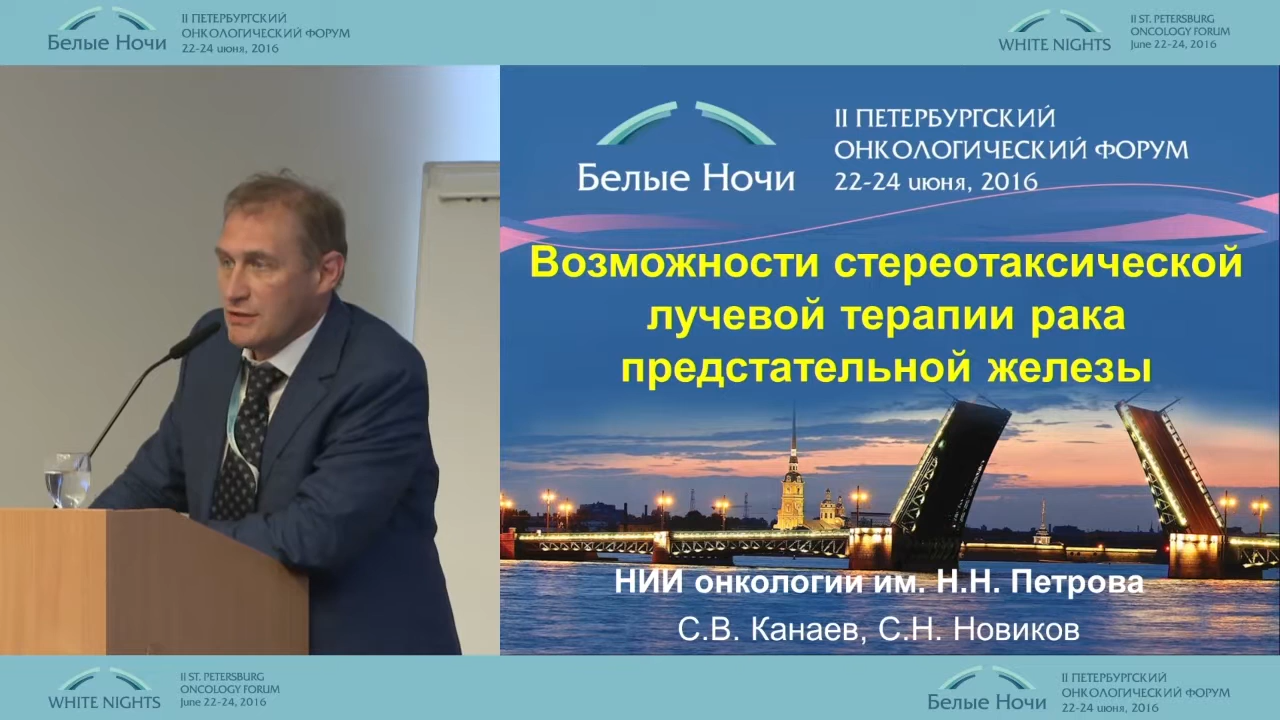 Белые Ночи
II ПЕТЕРБУРГСКИЙ
ОНКОЛОГИЧЕСКИЙ ФОРУМ
22-24 июня, 2016
WHITE NIGHTS
II ST. PETERSBURG
ONCOLOGY FORUM
June 22-24, 2016
Белые Ночи
II ПЕТЕРБУРГСКИЙ
ОНКОЛОГИЧЕСКИЙ ФОРУМ
22-24 июня, 2016
Возможности стереотаксической
лучевой терапии рака
предстательной железы
НИИ онкологии им. Н.Н. Петрова
С.В. Канаев, С.Н. Новиков
WHITE NIGHTS
II ST. PETERSBURG
ONCOLOGY FORUM
June 22-24, 2016
Белые Ночи
II ПЕТЕРБУРГСКИЙ
ОНКОЛОГИЧЕСКИЙ ФОРУМ
22-24 июня, 2016